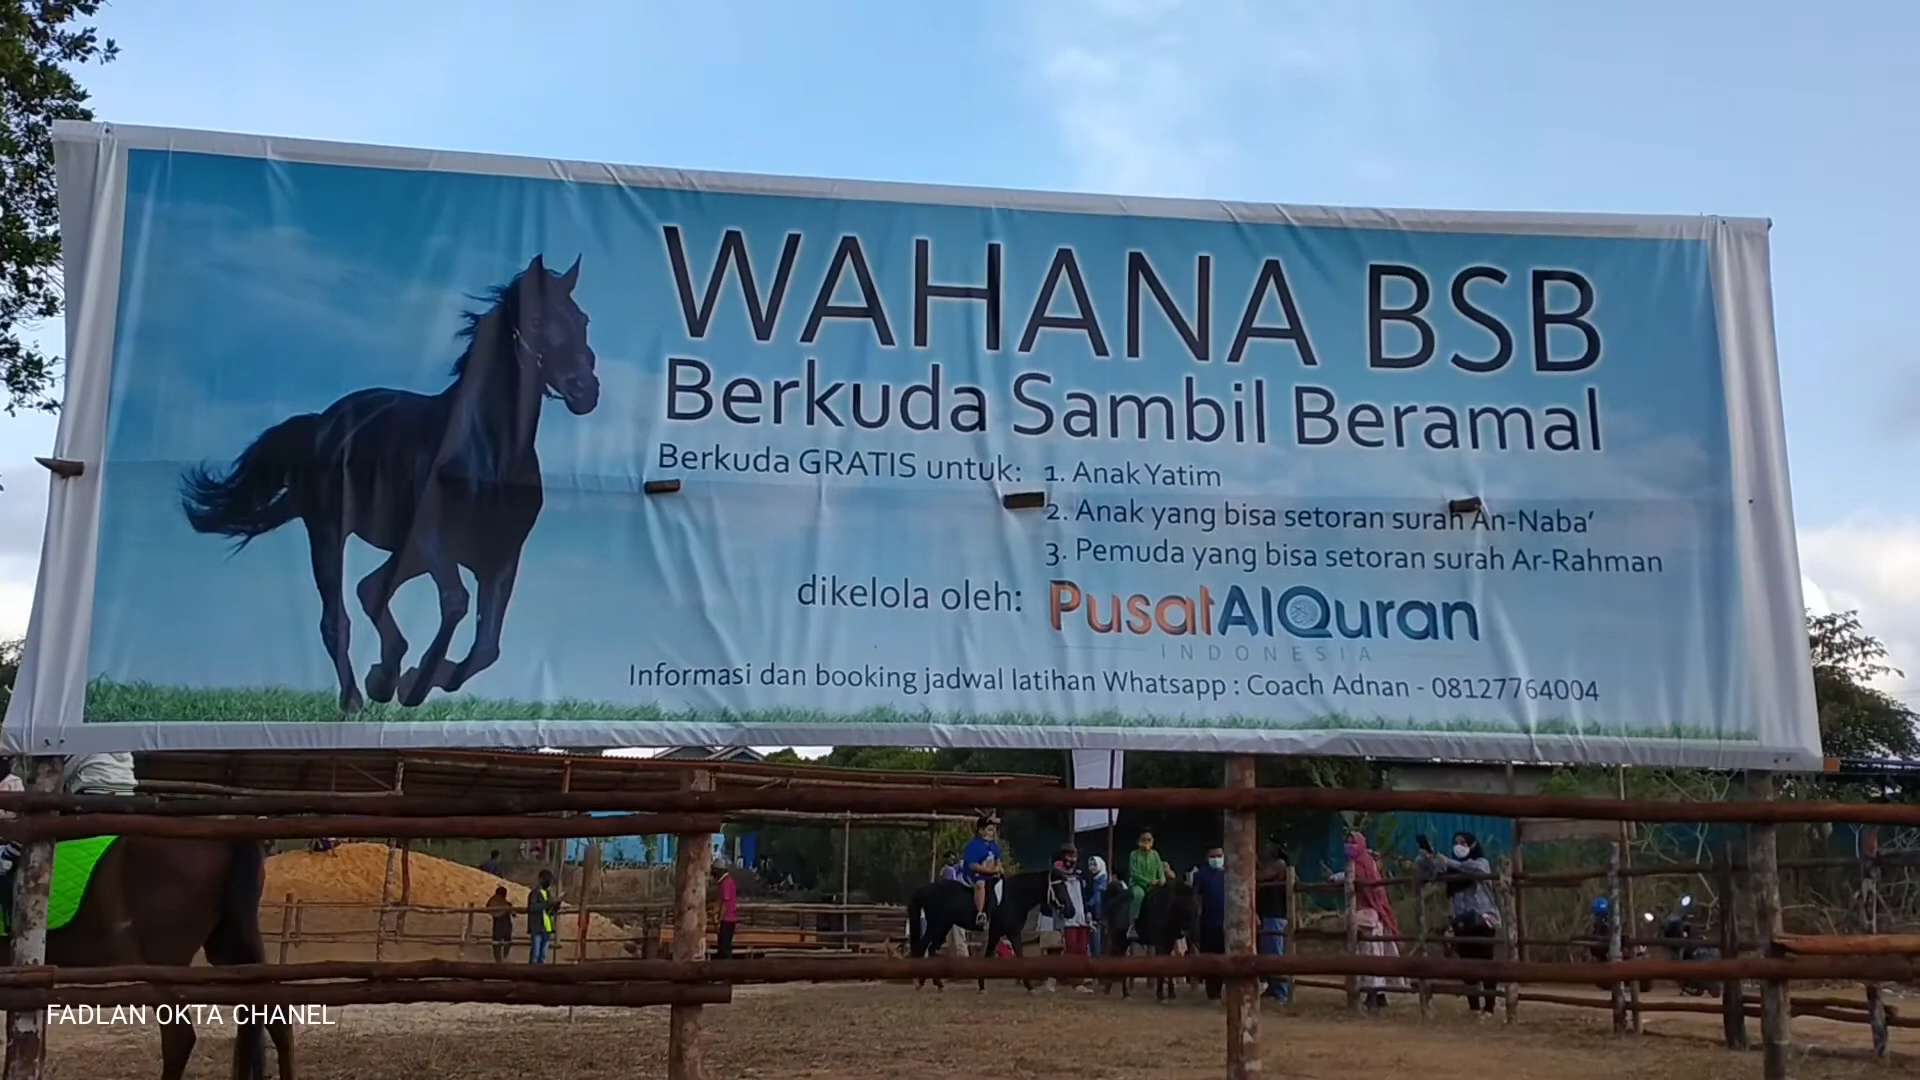 WAHANA BSB
Berkuda Sambil Beramal
Berkuda GRATIS untuk: 1. Anak Yatim
2. Anak yang bisa setoran surah An-Naba'
3. Pemuda yang bisa setoran surah Ar-Rahman
dikelola oleh: PusatAlQuran
INDONESIA
Informasi dan booking jadwal latihan Whatsapp : Coach Adnan - 08127764004
FADLAN OKTA CHANEL